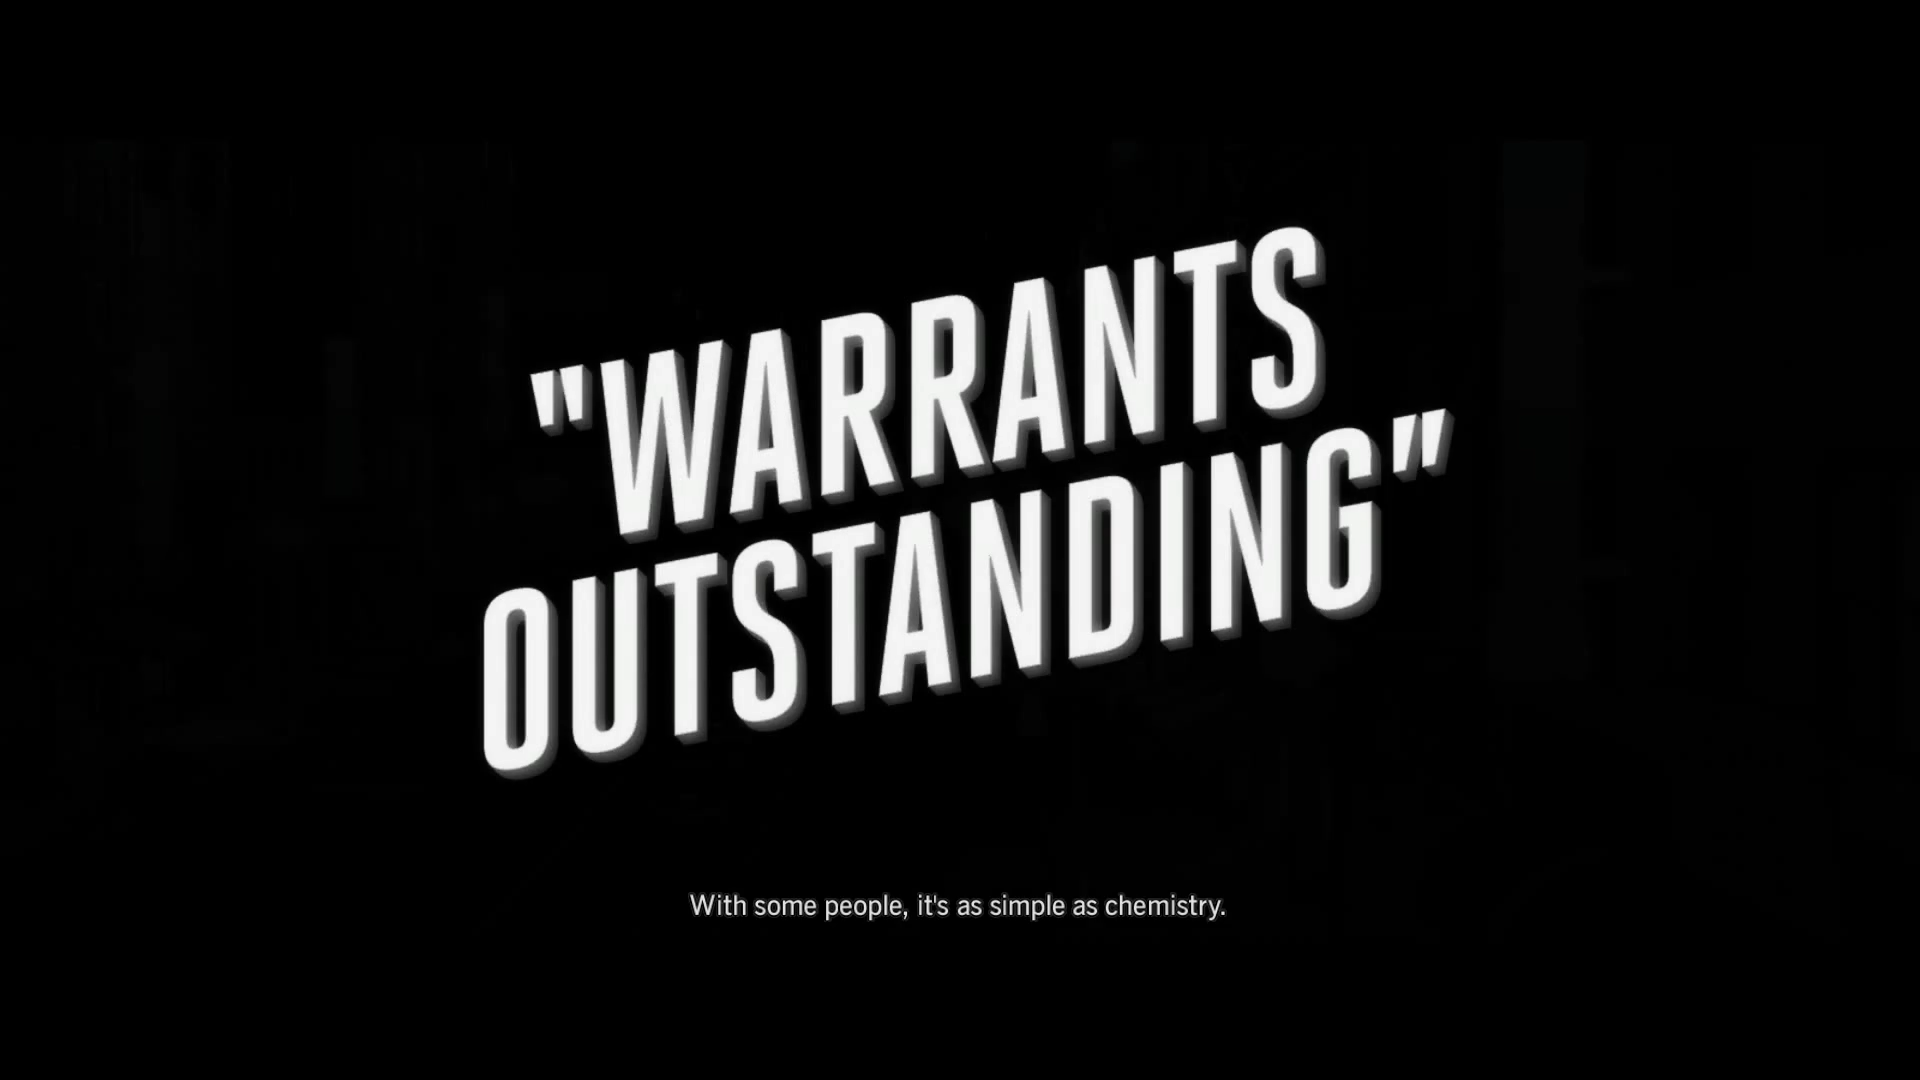 "WARRANTS
OUTSTANDING"
With some people, it's as simple as chemistry.